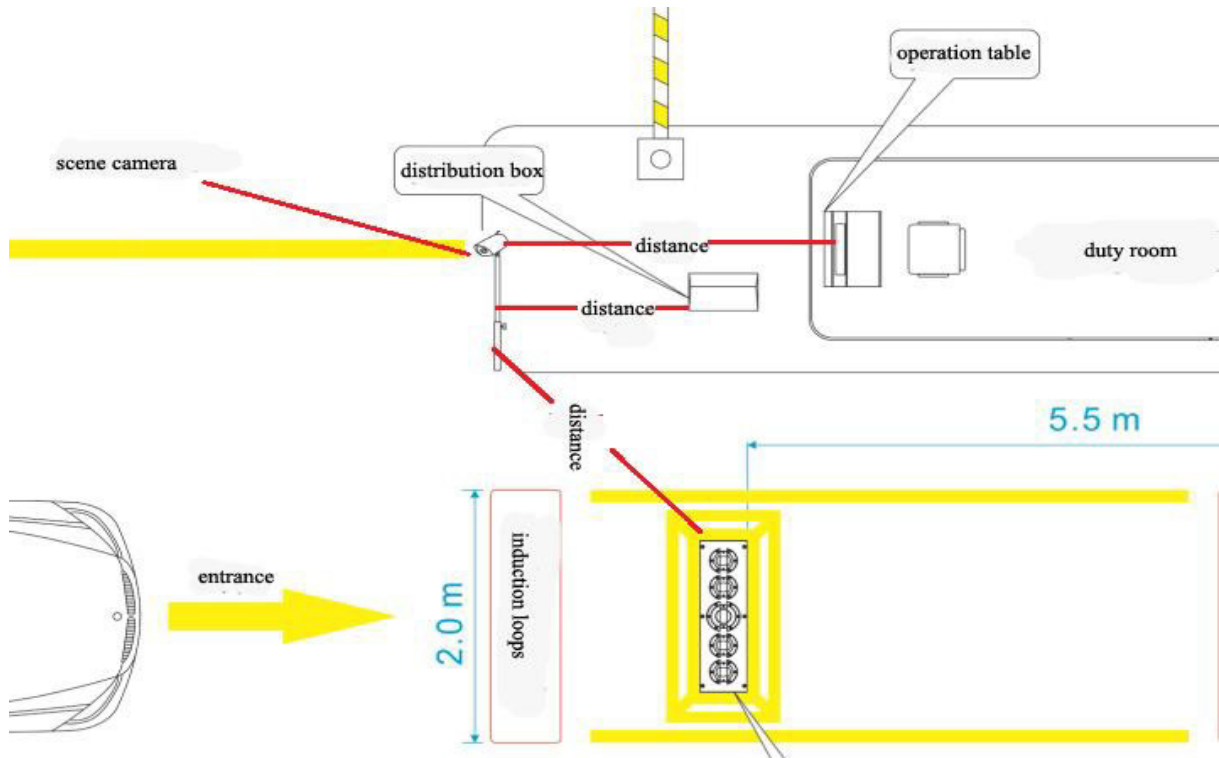 operation table
scene camera
distribution box
distance
duty room
distance
distance
5.5 m
entrance
2.0 m
induction loops